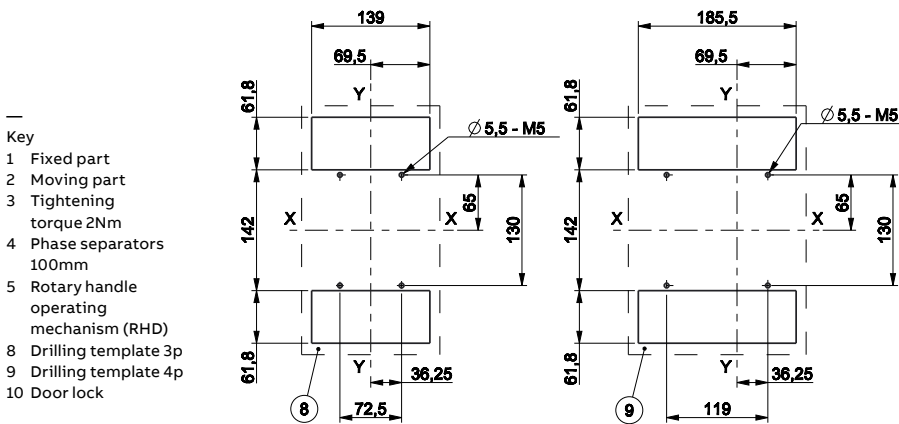 —
Key
1 Fixed part
2 Moving part
3 Tightening
torque 2Nm
4 Phase separators
100mm
5 Rotary handle
operating
mechanism (RHD)
8 Drilling template 3p
9 Drilling template 4p
10 Door lock
139
69,5
61,8
Y
Ø 5,5 - M5
142
X
X
65
130
61,8
Y
36,25
8
72,5
185,5
69,5
61,8
Y
Ø 5,5 - M5
142
X
X
65
130
61,8
Y
36,25
9
119